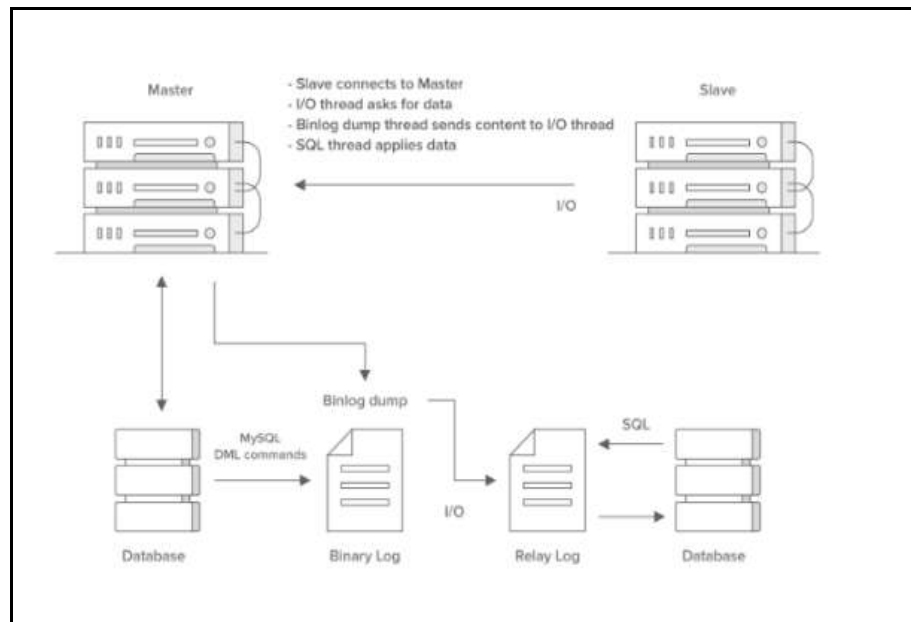 Master
- Slave connects to Master
- I/O thread asks for data
- Binlog dump thread sends content to I/O thread
- SQL thread applies data
Slave
I/O
Binlog dump
MySQL
DML commands
SQL
I/O
Database
Binary Log
Relay Log
Database